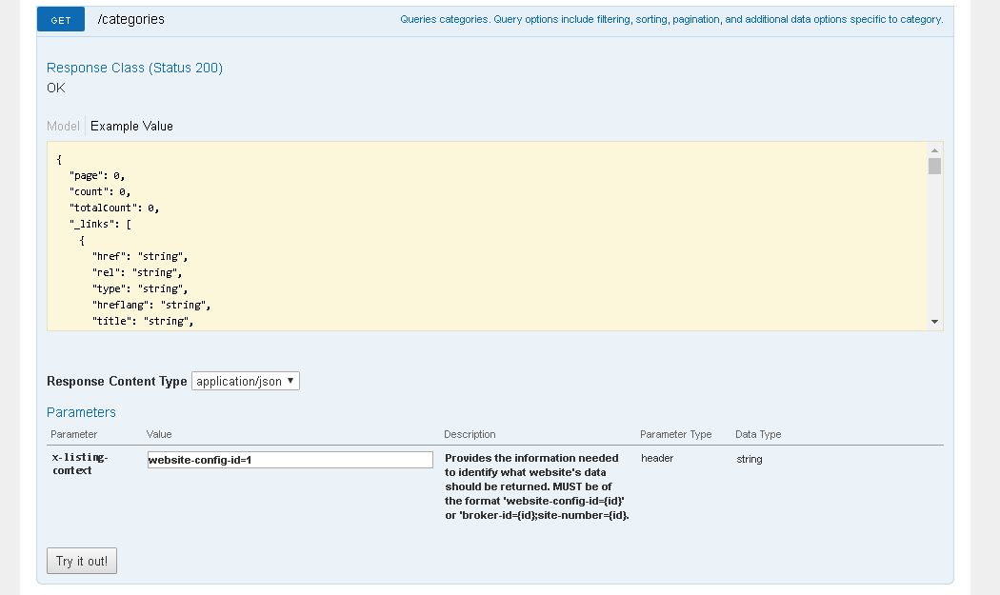 GET /categories Queries categories. Query options include filtering, sorting, pagination, and additional data options specific to category.
Response Class (Status 200)
OK
Model Example Value
{
"page": 0,
"count": 0,
"totalCount": 0,
"_links": [
{
"href": "string",
"rel": "string",
"type": "string",
"hreflang": "string",
"title": "string",
Response Content Type application/json
Parameters
Parameter Value Description Parameter Type Data Type
x-listing-
context
website-config-id=1
Provides the information needed
to identify what website's data
should be returned. MUST be of
the format 'website-config-id={id}'
or 'broker-id={id};site-number={id}.
header
string
Try it out!